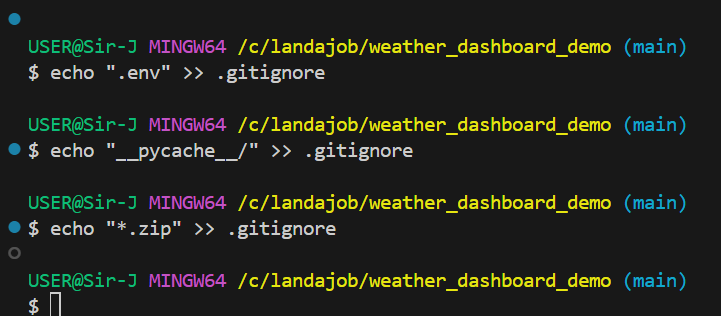 USER@Sir-J MINGW64 /c/landajob/weather_dashboard_demo (main)
$ echo ".env" >> .gitignore
USER@Sir-J MINGW64 /c/landajob/weather_dashboard_demo (main)
$ echo "__pycache__/" >> .gitignore
USER@Sir-J MINGW64 /c/landajob/weather_dashboard_demo (main)
$ echo "*.zip" >> .gitignore
USER@Sir-J MINGW64 /c/landajob/weather_dashboard_demo (main)
$